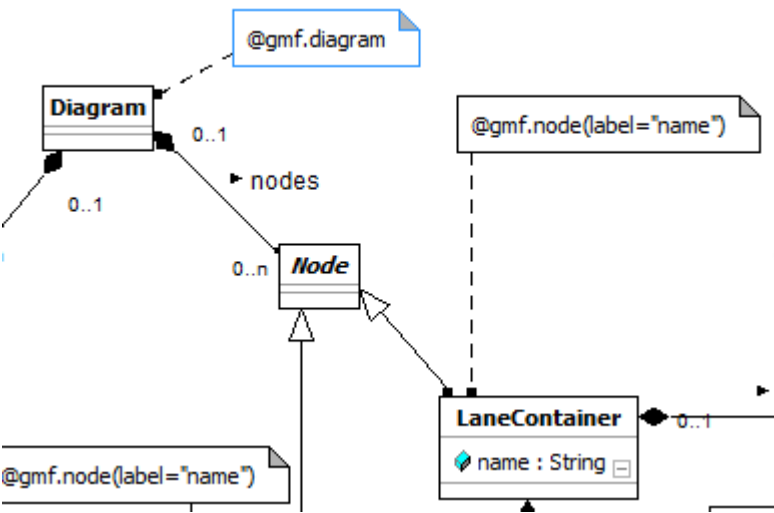 @gmf.diagram
Diagram
0..1
@gmf.node(label="name")
nodes
0..1
0..n
Node
LaneContainer
0..1
name : String
@gmf.node(label="name")